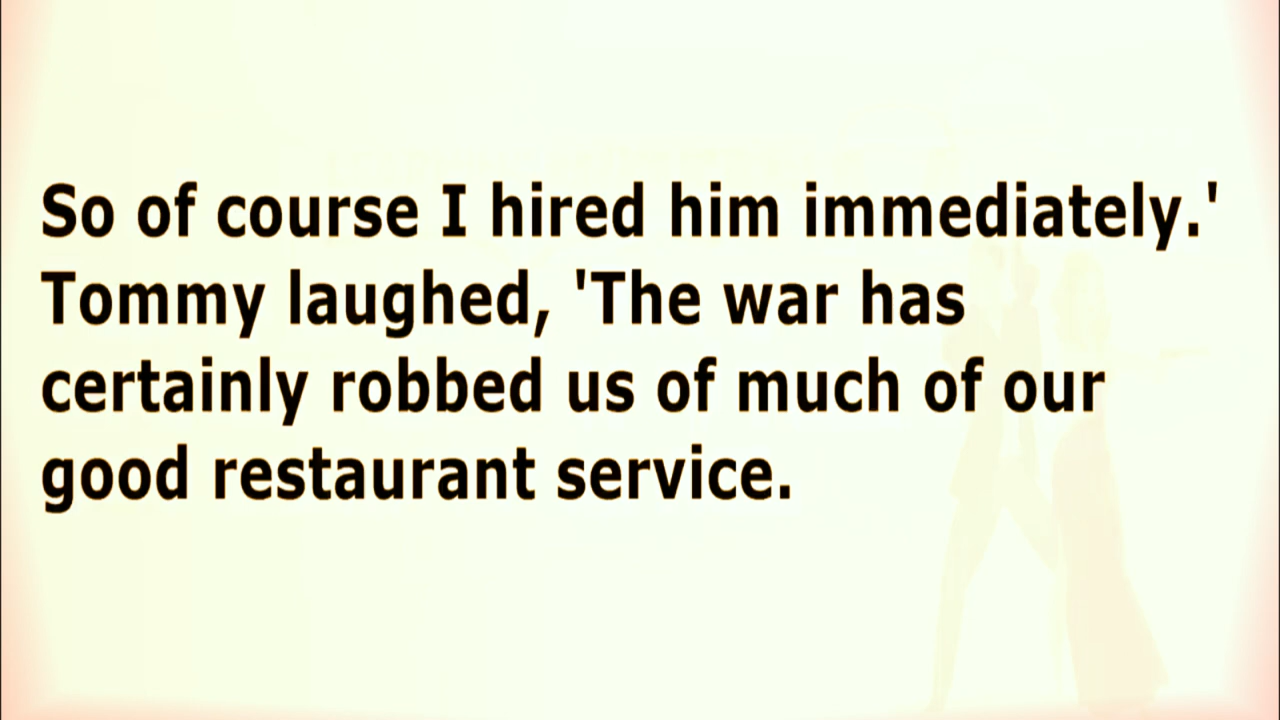 So of course I hired him immediately.'
Tommy laughed, 'The war has
certainly robbed us of much of our
good restaurant service.